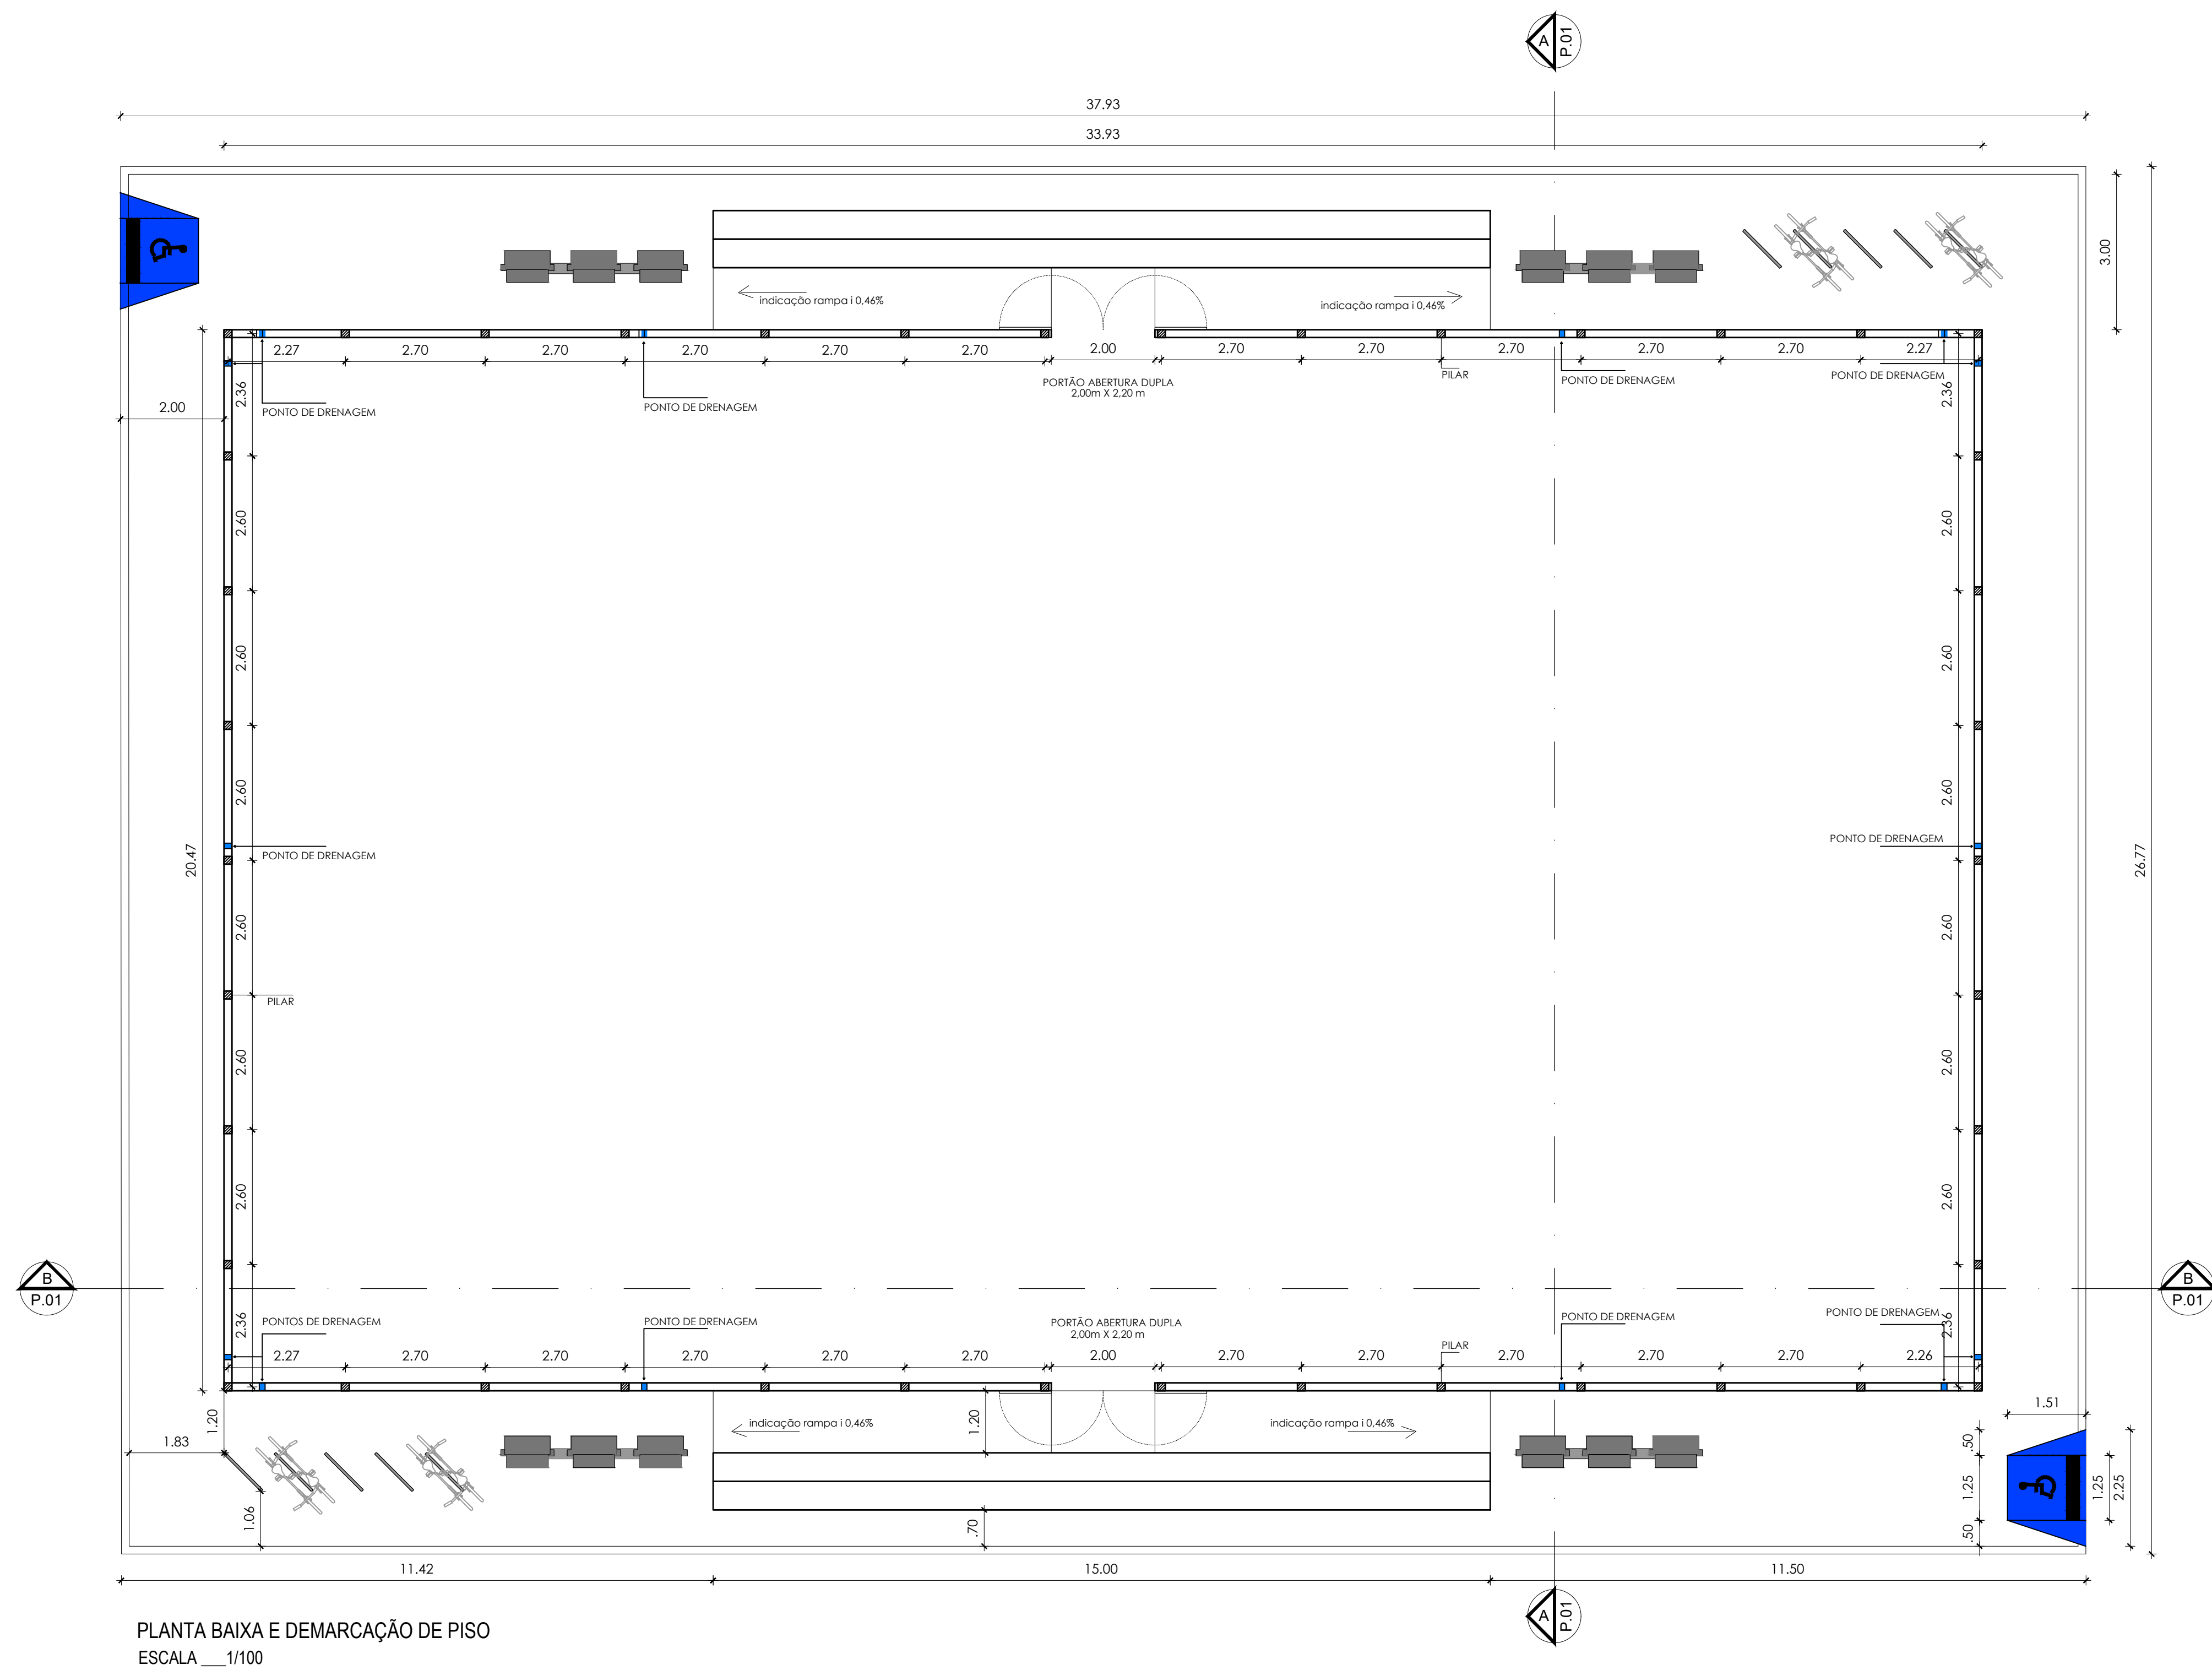 A
P.01
37.93
33.93
3.00
indicação rampa i 0,46%
indicação rampa i 0,46%
2.27
2.70
2.70
2.70
2.70
2.70
2.00
2.70
2.70
2.70
2.70
2.70
2.27
PORTÃO ABERTURA DUPLA
2,00m X 2,20 m
PILAR
PONTO DE DRENAGEM
PONTO DE DRENAGEM
2.36
2.36
2.00
PONTO DE DRENAGEM
PONTO DE DRENAGEM
2.60
2.60
2.60
2.60
2.60
2.60
PONTO DE DRENAGEM
PONTO DE DRENAGEM
20.47
26.77
2.60
2.60
PILAR
2.60
2.60
2.60
2.60
B
P.01
B
P.01
2.36
2.36
PONTOS DE DRENAGEM
PONTO DE DRENAGEM
PORTÃO ABERTURA DUPLA
2,00m X 2,20 m
PONTO DE DRENAGEM
PONTO DE DRENAGEM
PILAR
2.27
2.70
2.70
2.70
2.70
2.70
2.00
2.70
2.70
2.70
2.70
2.70
2.26
1.20
1.83
indicação rampa i 0,46%
1.20
indicação rampa i 0,46%
1.51
.50
1.25
1.25
2.25
.50
1.06
.70
11.42
15.00
11.50
A
P.01
PLANTA BAIXA E DEMARCAÇÃO DE PISO
ESCALA ___1/100